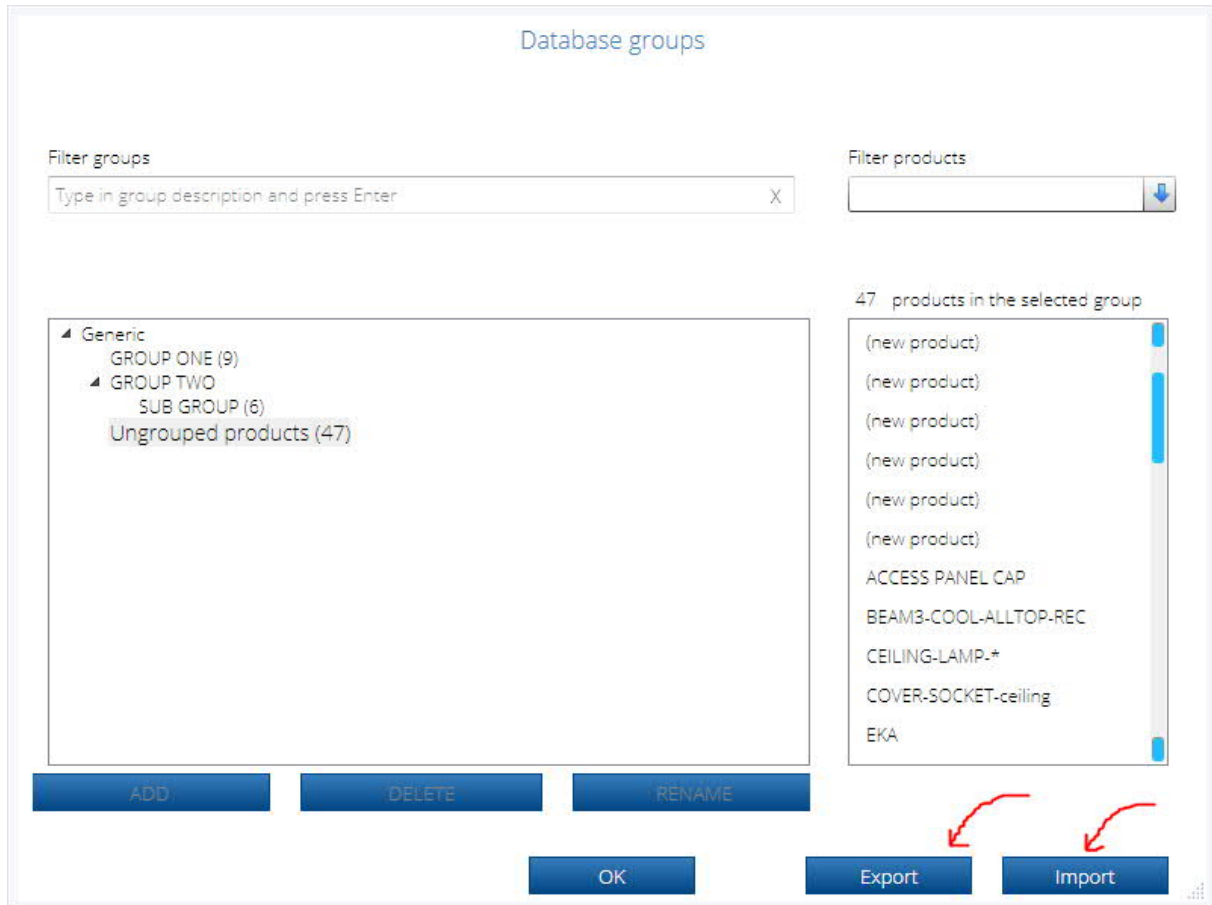 Database groups
Filter groups
Filter products
Type in group description and press Enter X
47 products in the selected group
Generic
GROUP ONE (9)
GROUP TWO
SUB GROUP (6)
Ungrouped products (47)
(new product)
(new product)
(new product)
(new product)
(new product)
(new product)
ACCESS PANEL CAP
BEAM3-COOL-ALLTOP-REC
CEILING-LAMP-*
COVER-SOCKET-ceiling
EKA
ADD
DELETE
RENAME
OK
Export
Import